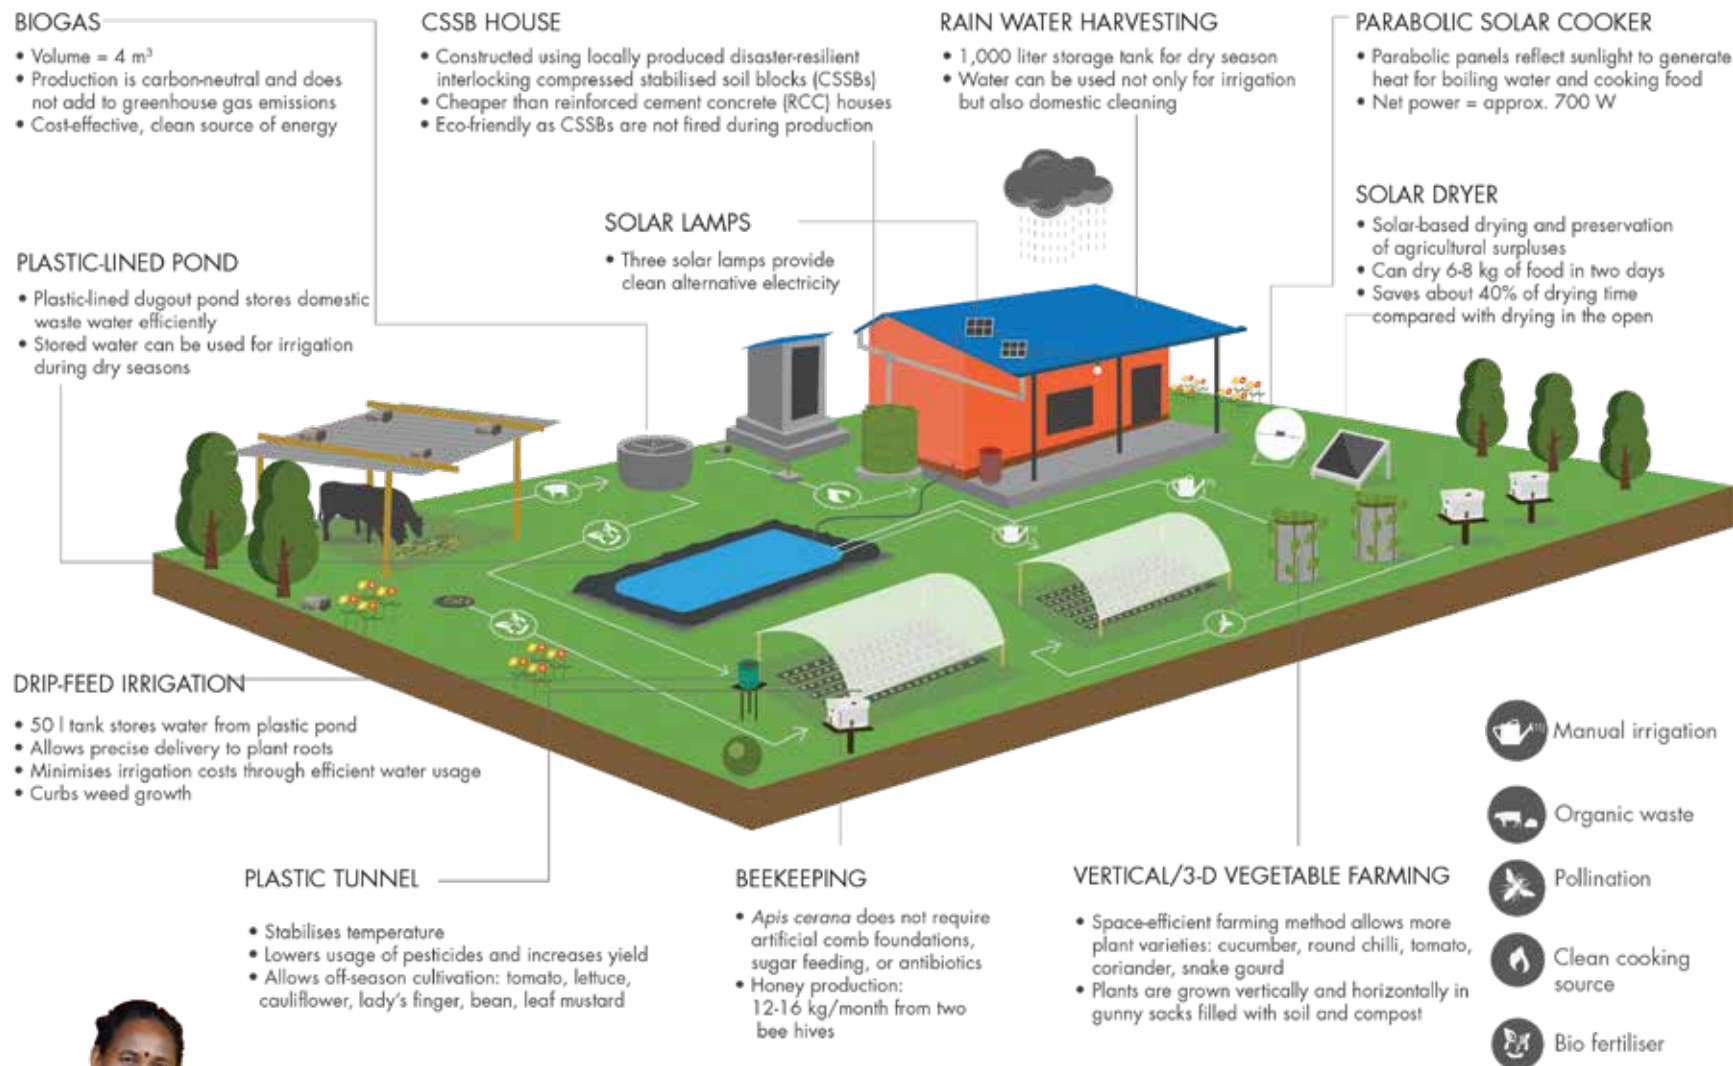 BIOGAS
• Volume = 4 m³
• Production is carbon-neutral and does
not add to greenhouse gas emissions
• Cost-effective, clean source of energy
CSSB HOUSE
• Constructed using locally produced disaster-resilient
interlocking compressed stabilised soil blocks (CSSBs)
• Cheaper than reinforced cement concrete (RCC) houses
• Eco-friendly as CSSBs are not fired during production
RAIN WATER HARVESTING
• 1,000 liter storage tank for dry season
• Water can be used not only for irrigation
but also domestic cleaning
PARABOLIC SOLAR COOKER
• Parabolic panels reflect sunlight to generate
heat for boiling water and cooking food
• Net power = approx. 700 W
SOLAR DRYER
• Solar-based drying and preservation
of agricultural surpluses
• Can dry 6-8 kg of food in two days
• Saves about 40% of drying time
compared with drying in the open
SOLAR LAMPS
• Three solar lamps provide
clean alternative electricity
PLASTIC-LINED POND
• Plastic-lined dugout pond stores domestic
waste water efficiently
• Stored water can be used for irrigation
during dry seasons
DRIP-FEED IRRIGATION
• 50 l tank stores water from plastic pond
• Allows precise delivery to plant roots
• Minimises irrigation costs through efficient water usage
• Curbs weed growth
PLASTIC TUNNEL
• Stabilises temperature
• Lowers usage of pesticides and increases yield
• Allows off-season cultivation: tomato, lettuce,
cauliflower, lady's finger, bean, leaf mustard
BEEKEEPING
• Apis cerana does not require
artificial comb foundations,
sugar feeding, or antibiotics
• Honey production:
12-16 kg/month from two
bee hives
VERTICAL/3-D VEGETABLE FARMING
• Space-efficient farming method allows more
plant varieties: cucumber, round chilli, tomato,
coriander, snake gourd
• Plants are grown vertically and horizontally in
gunny sacks filled with soil and compost
Manual irrigation
Organic waste
Pollination
Clean cooking
source
Bio fertiliser